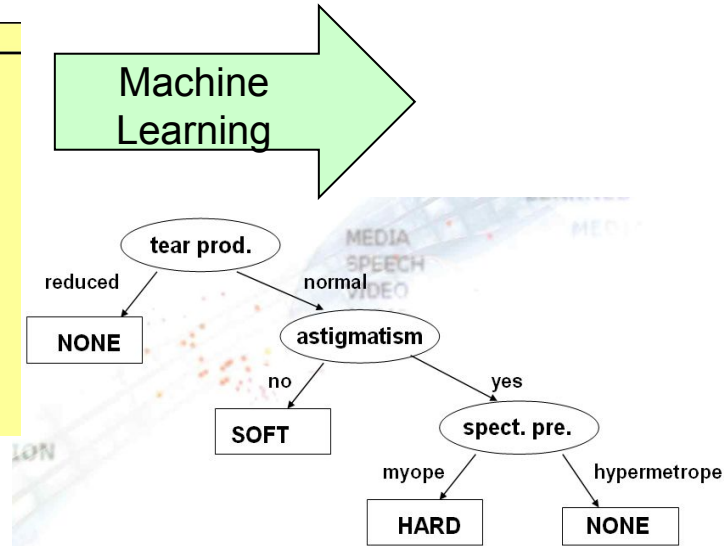 Machine
Learning
MEDIA
SPEECH
VIDEO
tear prod.
reduced
normal
NONE
astigmatism
no
yes
SOFT
spect. pre.
ION
myope
hypermetrope
HARD
NONE